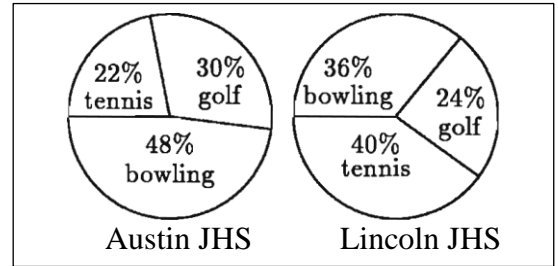 22%
tennis
30%
golf
48%
bowling
Austin JHS
36%
bowling
24%
golf
40%
tennis
Lincoln JHS